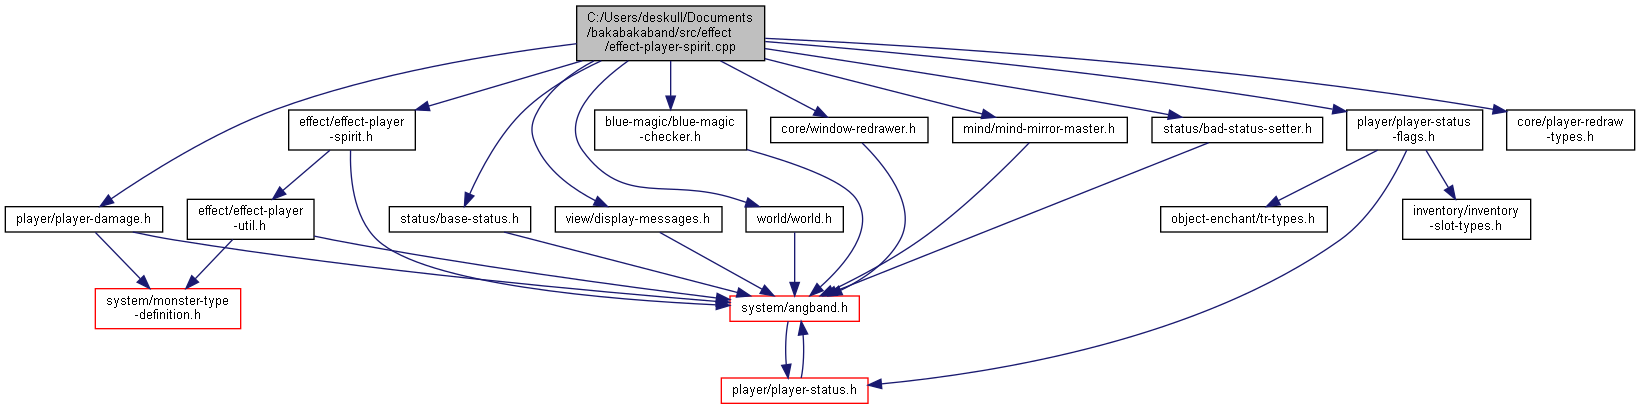 C:/Users/deskull/Documents
/bakabakaband/src/effect
/effect-player-spirit.cpp
effect/effect-player
-spirit.h
blue-magic/blue-magic
-checker.h
core/window-redrawer.h
mind/mind-mirror-master.h
status/bad-status-setter.h
player/player-status
-flags.h
core/player-redraw
-types.h
player/player-damage.h
effect/effect-player
-util.h
status/base-status.h
view/display-messages.h
world/world.h
object-enchant/tr-types.h
inventory/inventory
-slot-types.h
system/monster-type
-definition.h
system/angband.h
player/player-status.h